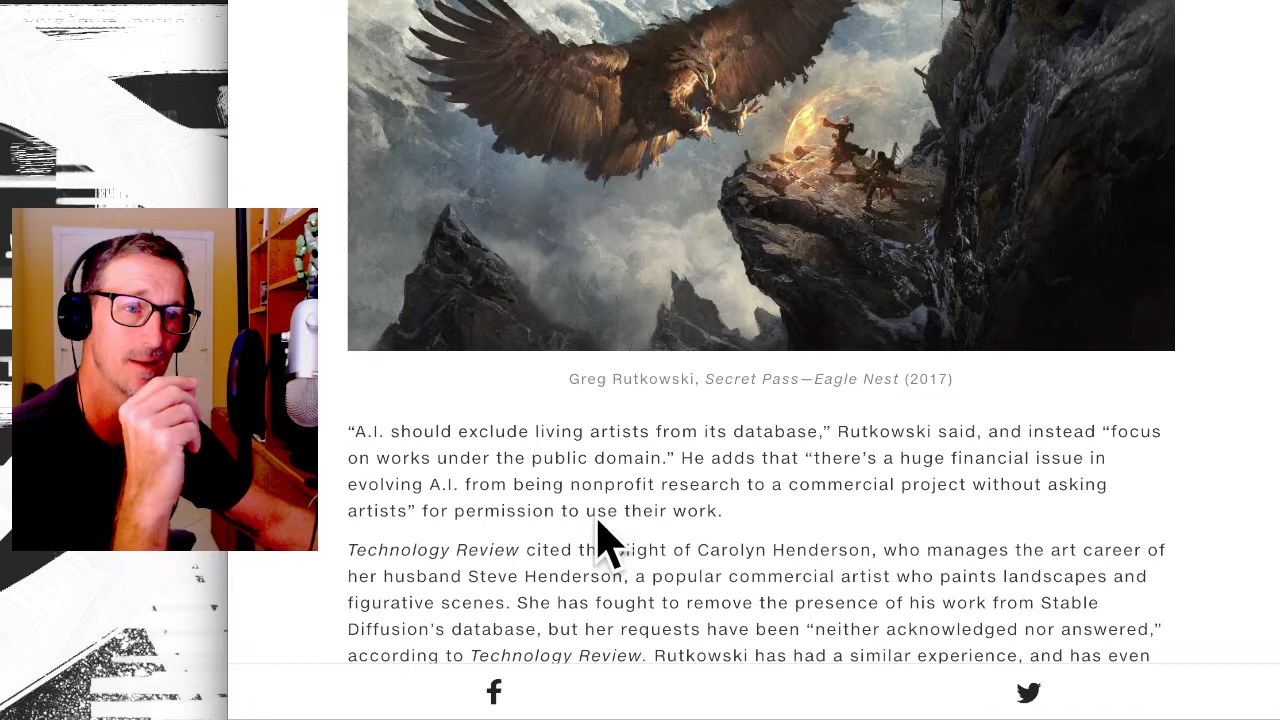 Greg Rutkowski, Secret Pass—Eagle Nest (2017)
“A.I. should exclude living artists from its database,” Rutkowski said, and instead “focus
on works under the public domain.” He adds that “there’s a huge financial issue in
evolving A.I. from being nonprofit research to a commercial project without asking
artists” for permission to use their work.
Technology Review cited the plight of Carolyn Henderson, who manages the art career of
her husband Steve Henderson, a popular commercial artist who paints landscapes and
figurative scenes. She has fought to remove the presence of his work from Stable
Diffusion’s database, but her requests have been “neither acknowledged nor answered,”
according to Technology Review. Rutkowski has had a similar experience, and has even